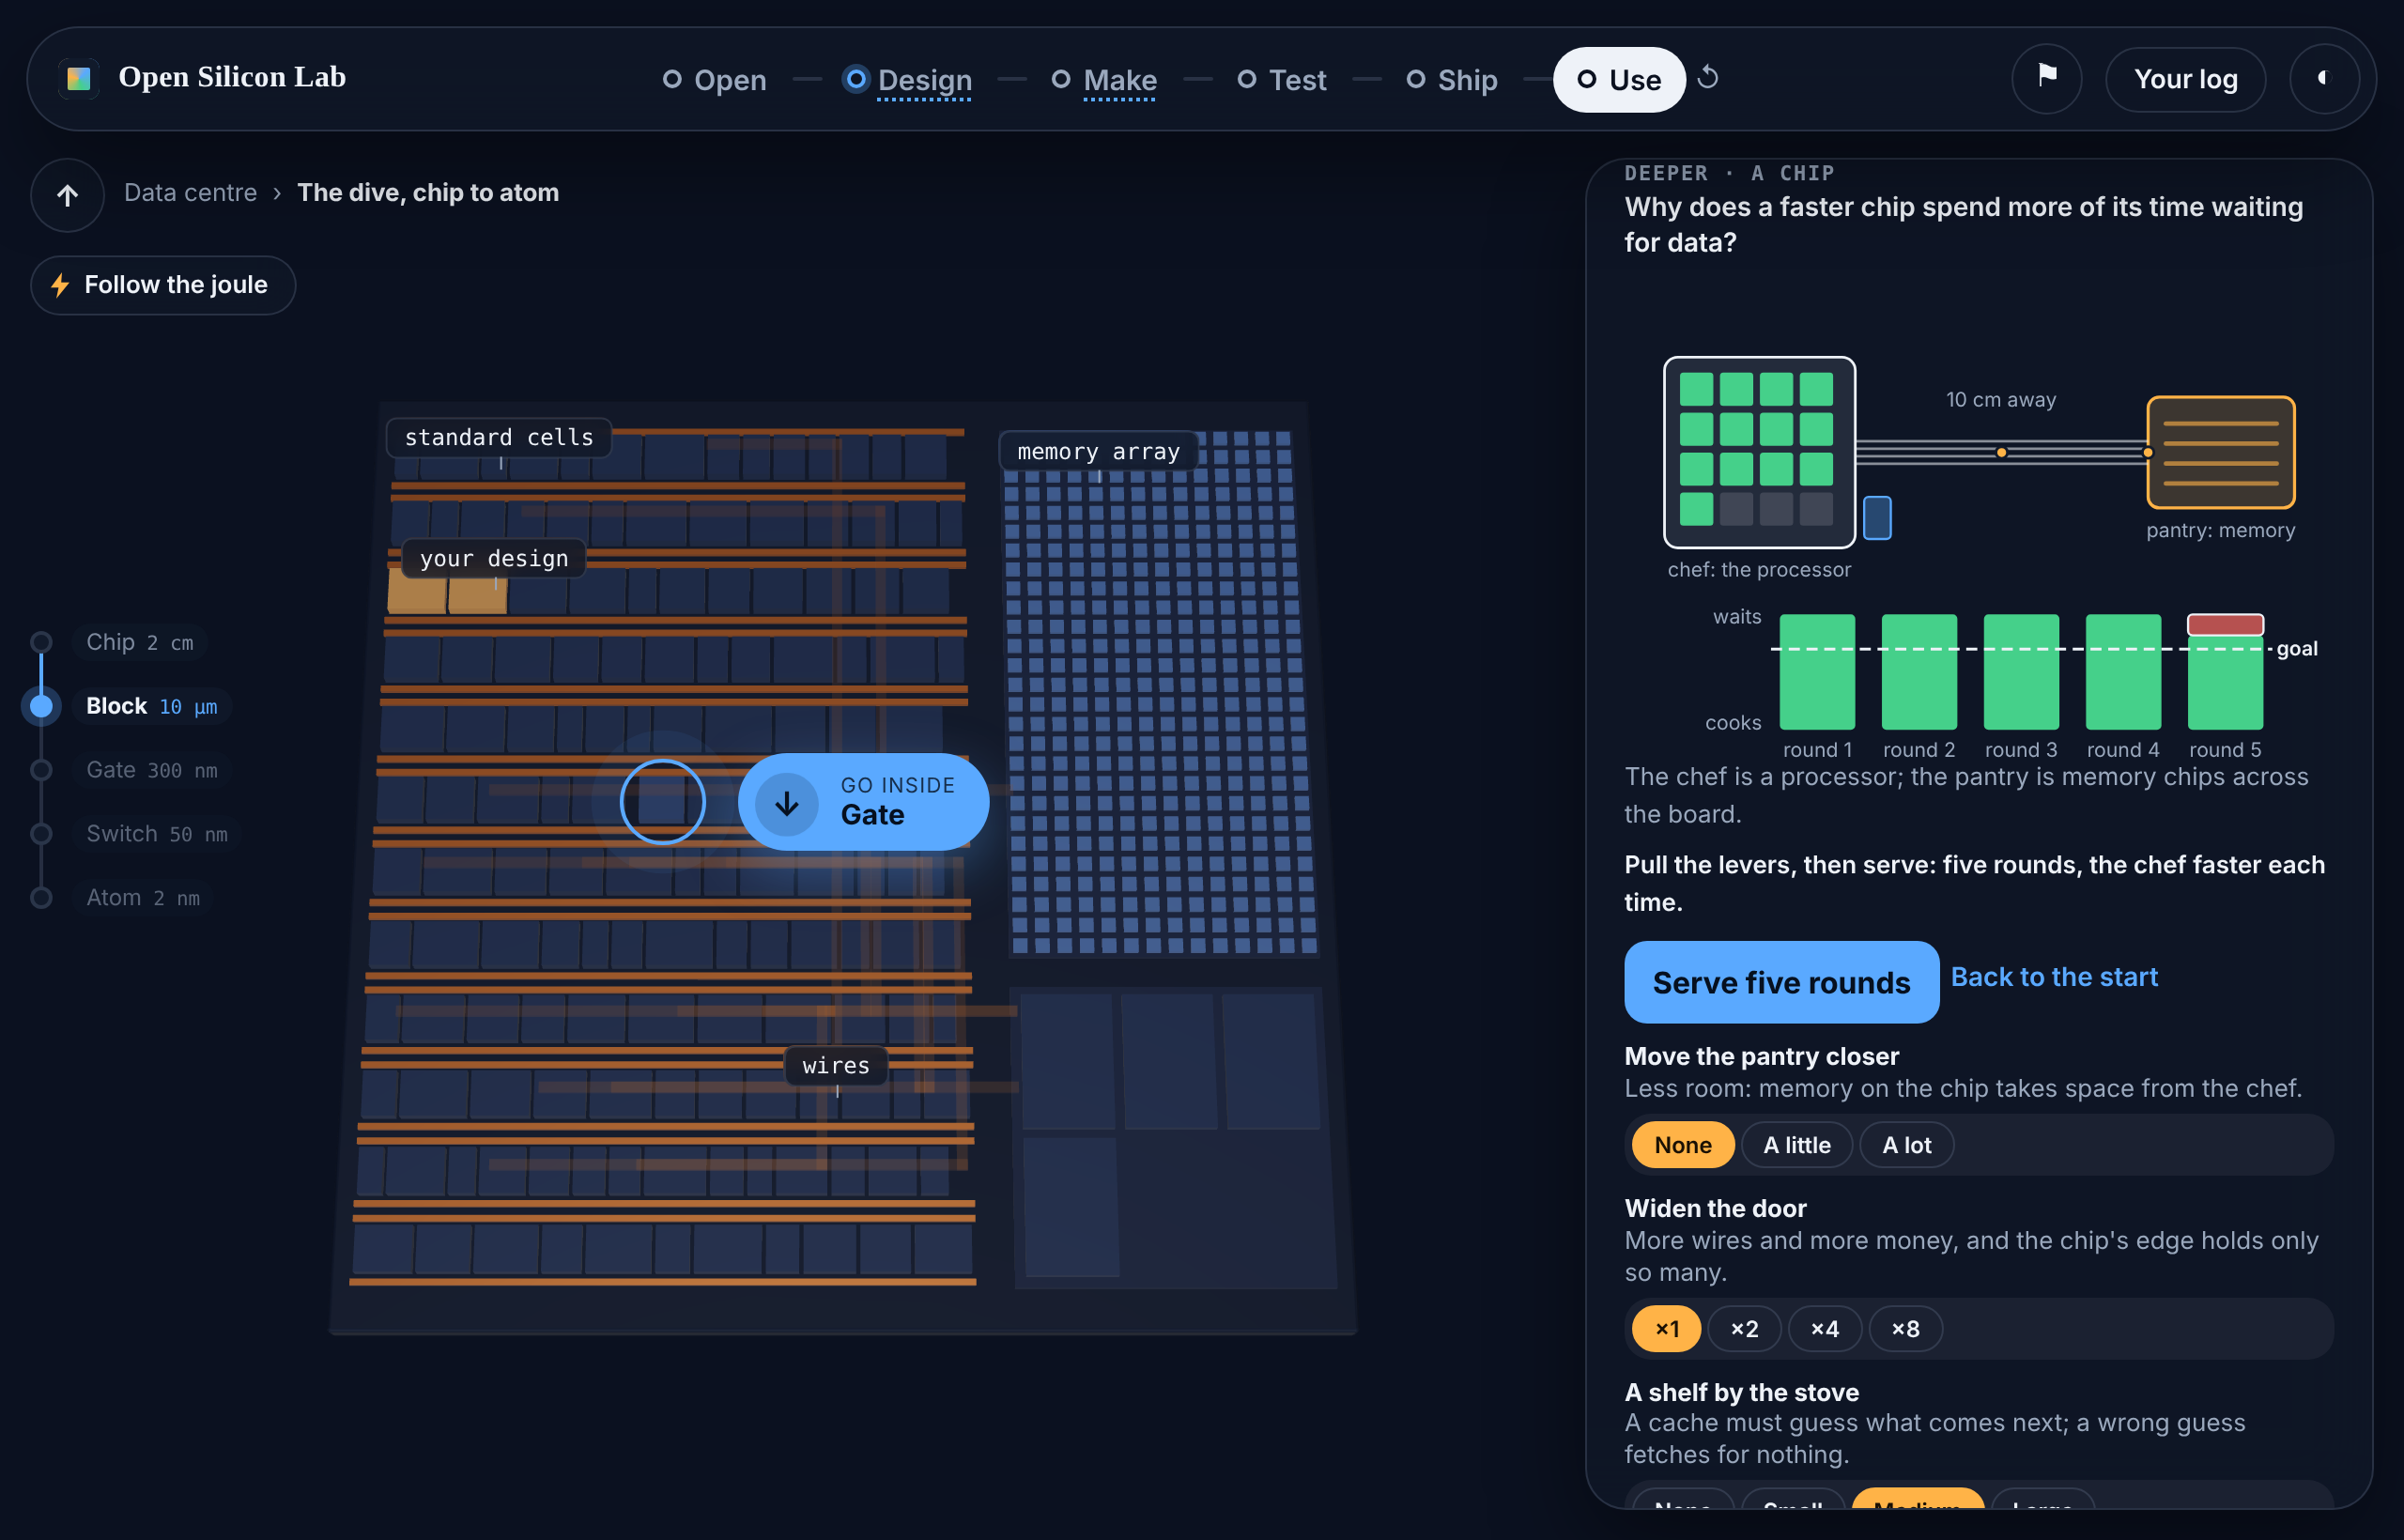 Open Silicon Lab
Open
Design
Make
Test
Ship
Use
Your log
Data centre › The dive, chip to atom
Follow the joule
Chip 2 cm
Block 10 µm
Gate 300 nm
Switch 50 nm
Atom 2 nm
standard cells
memory array
your design
GO INSIDE
Gate
wires
DEEPER · A CHIP
Why does a faster chip spend more of its time waiting
for data?
10 cm away
pantry: memory
chef: the processor
waits
goal
cooks
round 1 round 2 round 3 round 4 round 5
The chef is a processor; the pantry is memory chips across
the board.
Pull the levers, then serve: five rounds, the chef faster each
time.
Serve five rounds
Back to the start
Move the pantry closer
Less room: memory on the chip takes space from the chef.
None A little A lot
Widen the door
More wires and more money, and the chip's edge holds only
so many.
×1 ×2 ×4 ×8
A shelf by the stove
A cache must guess what comes next; a wrong guess
fetches for nothing.
None Small Medium Large